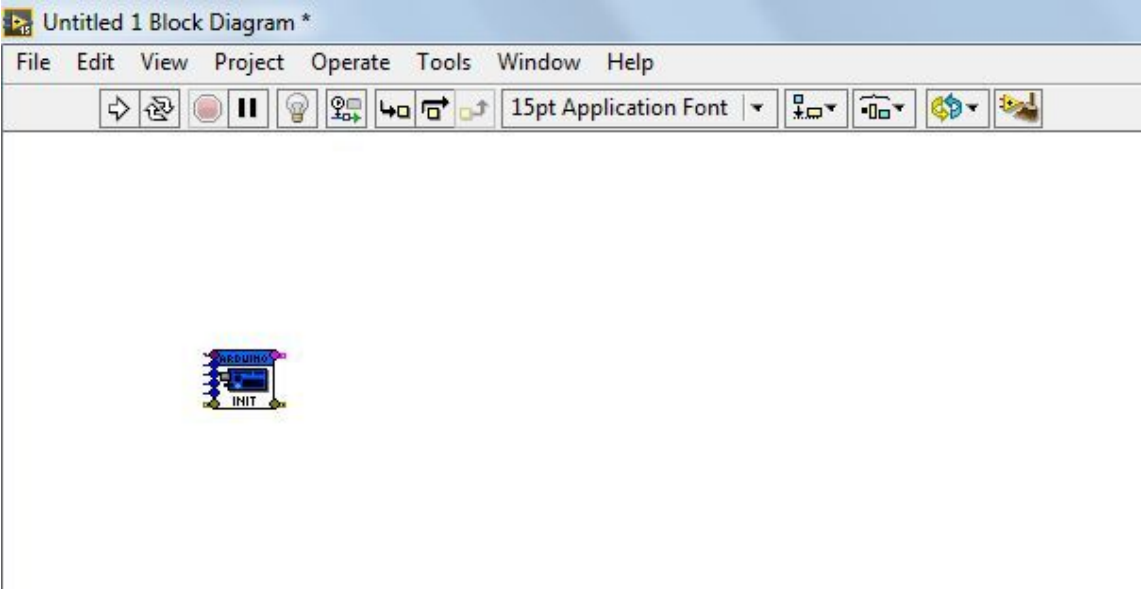 Untitled 1 Block Diagram *
File Edit View Project Operate Tools Window Help
15pt Application Font
ARDUINO
INIT